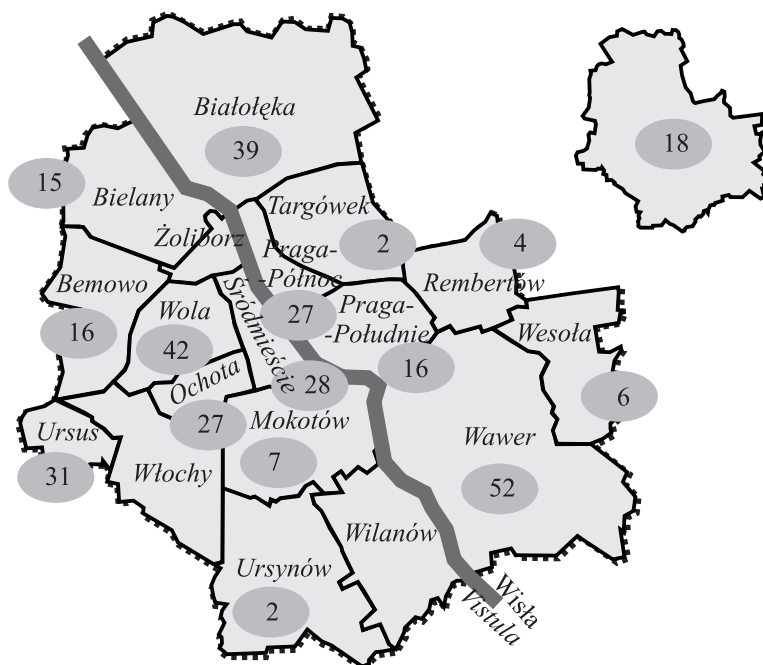 Białołęka
39
18
15
Bielany
Targówek
Żoliborz
2
4
Praga-
-Północ
Bemowo
Rembertów
Wola
Śródmieście
27
Praga-
-Południe
16
Wesoła
42
Ochota
28
16
6
Ursus
27
Mokotów
Wawer
31
Włochy
7
52
Wilanów
Ursynów
2
Wisła
Vistula